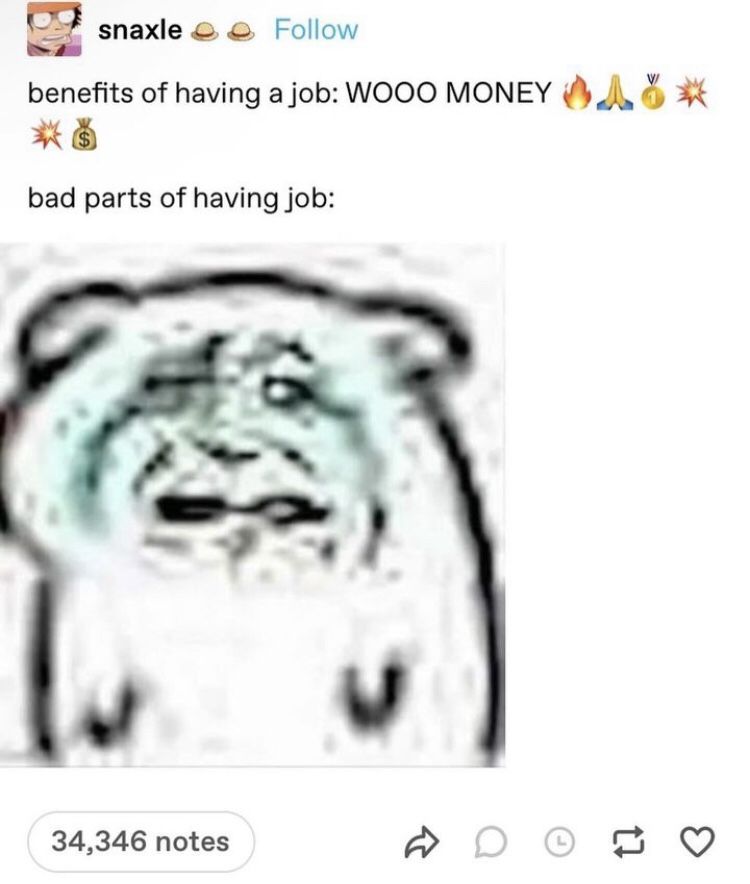 snaxle 👒 👒 Follow
benefits of having a job: WOOO MONEY 🔥🙏🥇💥
💥💰
bad parts of having job:
34,346 notes